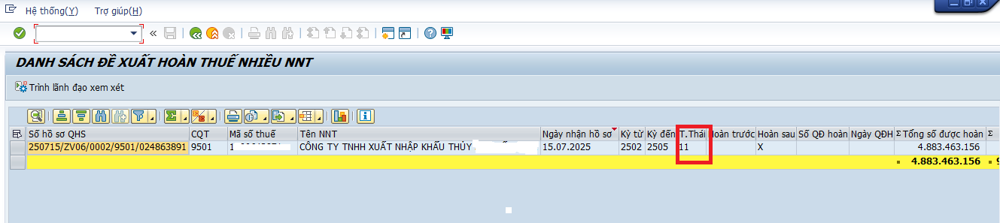 Hệ thống(Y) Trợ giúp(H)
DANH SÁCH ĐỀ XUẤT HOÀN THUẾ NHIỀU NNT
Trình lãnh đạo xem xét
Số hồ sơ QHS CQT Mã số thuế Tên NNT Ngày nhận hồ sơ Kỳ từ Kỳ đến T.Thái Hoàn trước Hoàn sau Số QĐ hoàn Ngày QĐH Σ Tổng số được hoàn Σ
250715/ZV06/0002/9501/024863891 9501 CÔNG TY TNHH XUẤT NHẬP KHẨU THỦY 15.07.2025 2502 2505 11 X 4.883.463.156
4.883.463.156